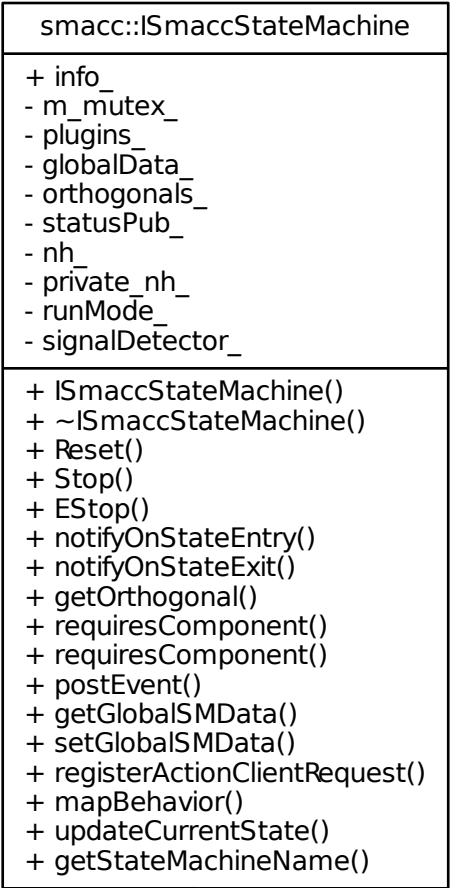 smacc::ISmaccStateMachine
+ info_
- m_mutex_
- plugins_
- globalData_
- orthogonals_
- statusPub_
- nh_
- private_nh_
- runMode_
- signalDetector_
+ ISmaccStateMachine()
+ ~ISmaccStateMachine()
+ Reset()
+ Stop()
+ EStop()
+ notifyOnStateEntry()
+ notifyOnStateExit()
+ getOrthogonal()
+ requiresComponent()
+ requiresComponent()
+ postEvent()
+ getGlobalSMData()
+ setGlobalSMData()
+ registerActionClientRequest()
+ mapBehavior()
+ updateCurrentState()
+ getStateMachineName()